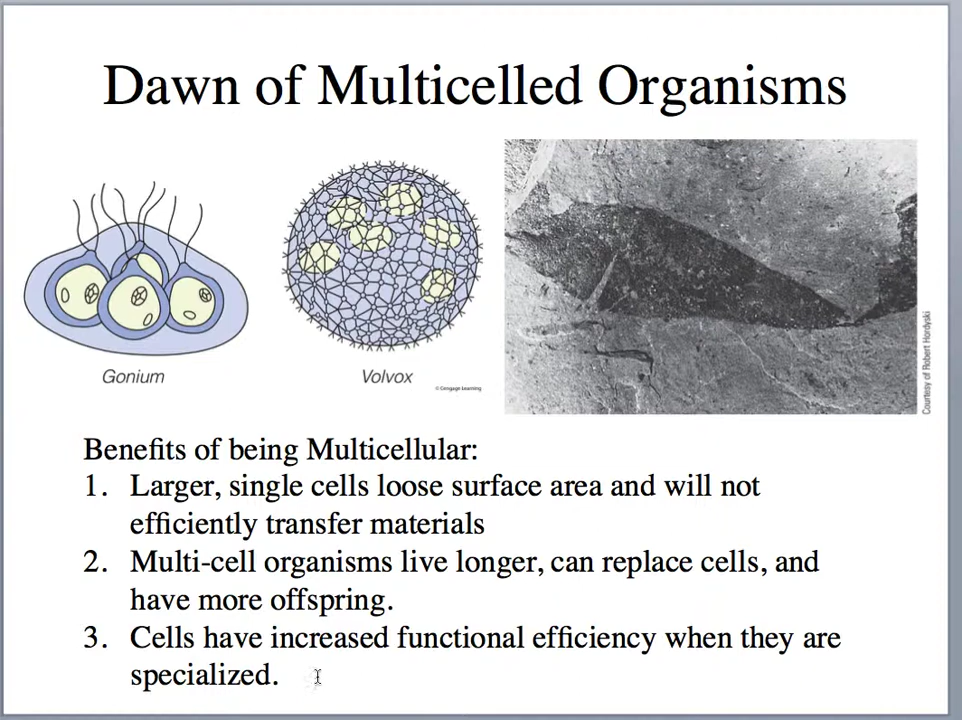 Dawn of Multicelled Organisms
Gonium
Volvox
© Cengage Learning
Courtesy of Robert Hordyski
Benefits of being Multicellular:
1. Larger, single cells loose surface area and will not
efficiently transfer materials
2. Multi-cell organisms live longer, can replace cells, and
have more offspring.
3. Cells have increased functional efficiency when they are
specialized.